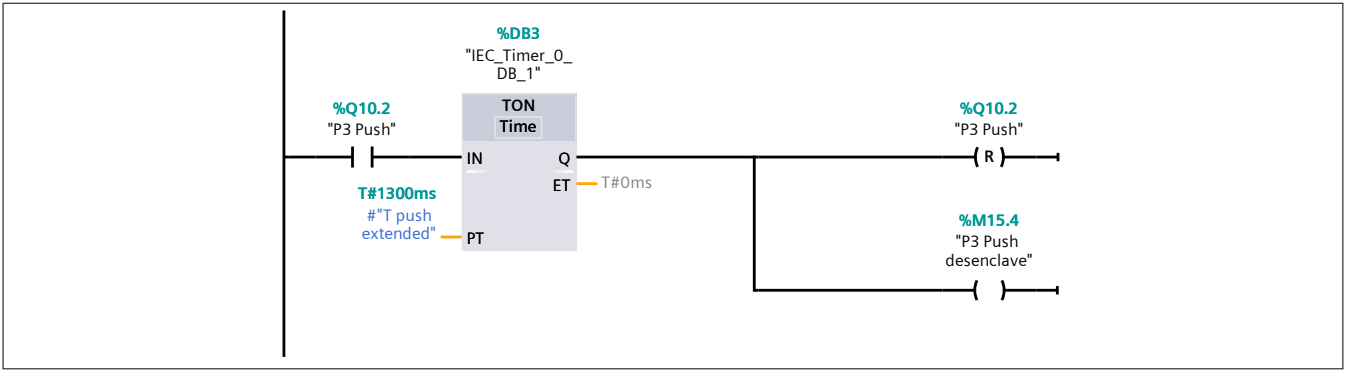 %DB3
"IEC_Timer_0_
DB_1"
%Q10.2
"P3 Push"
TON
Time
IN
Q
ET
T#0ms
T#1300ms
#"T push
extended"
PT
%Q10.2
"P3 Push"
R
%M15.4
"P3 Push
desenclave"